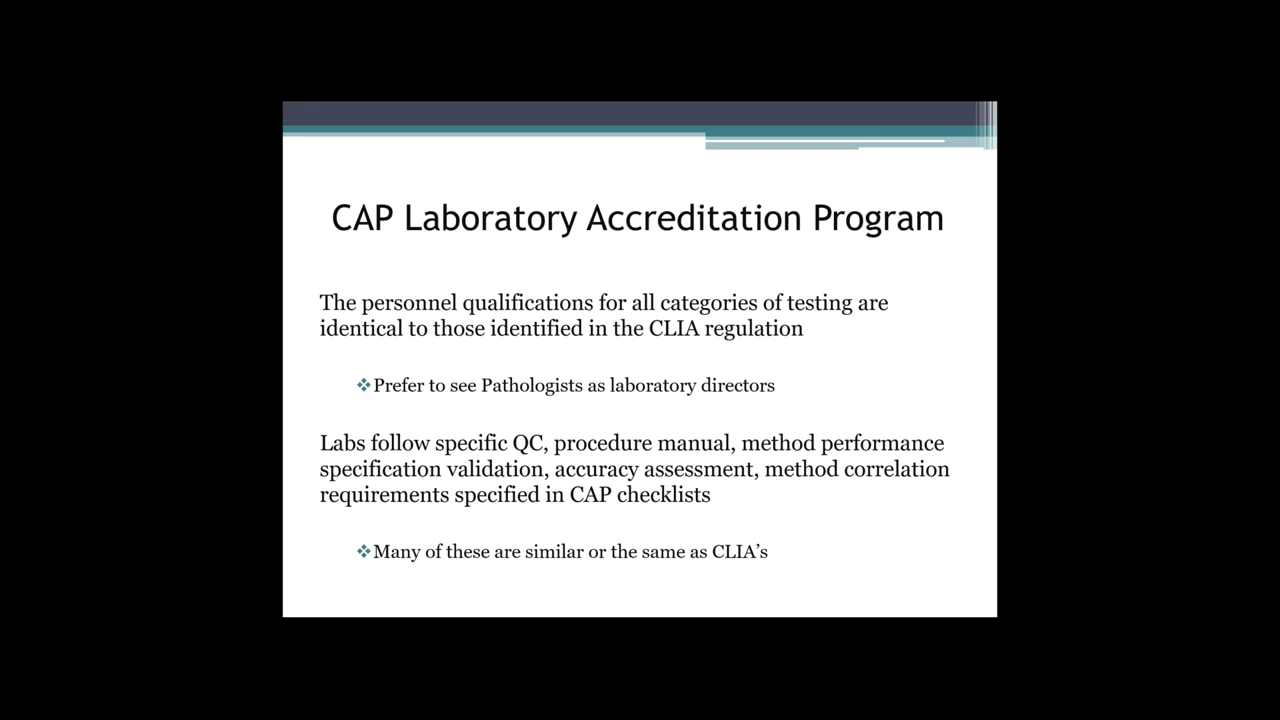 CAP Laboratory Accreditation Program
The personnel qualifications for all categories of testing are
identical to those identified in the CLIA regulation
❖Prefer to see Pathologists as laboratory directors
Labs follow specific QC, procedure manual, method performance
specification validation, accuracy assessment, method correlation
requirements specified in CAP checklists
❖Many of these are similar or the same as CLIA’s